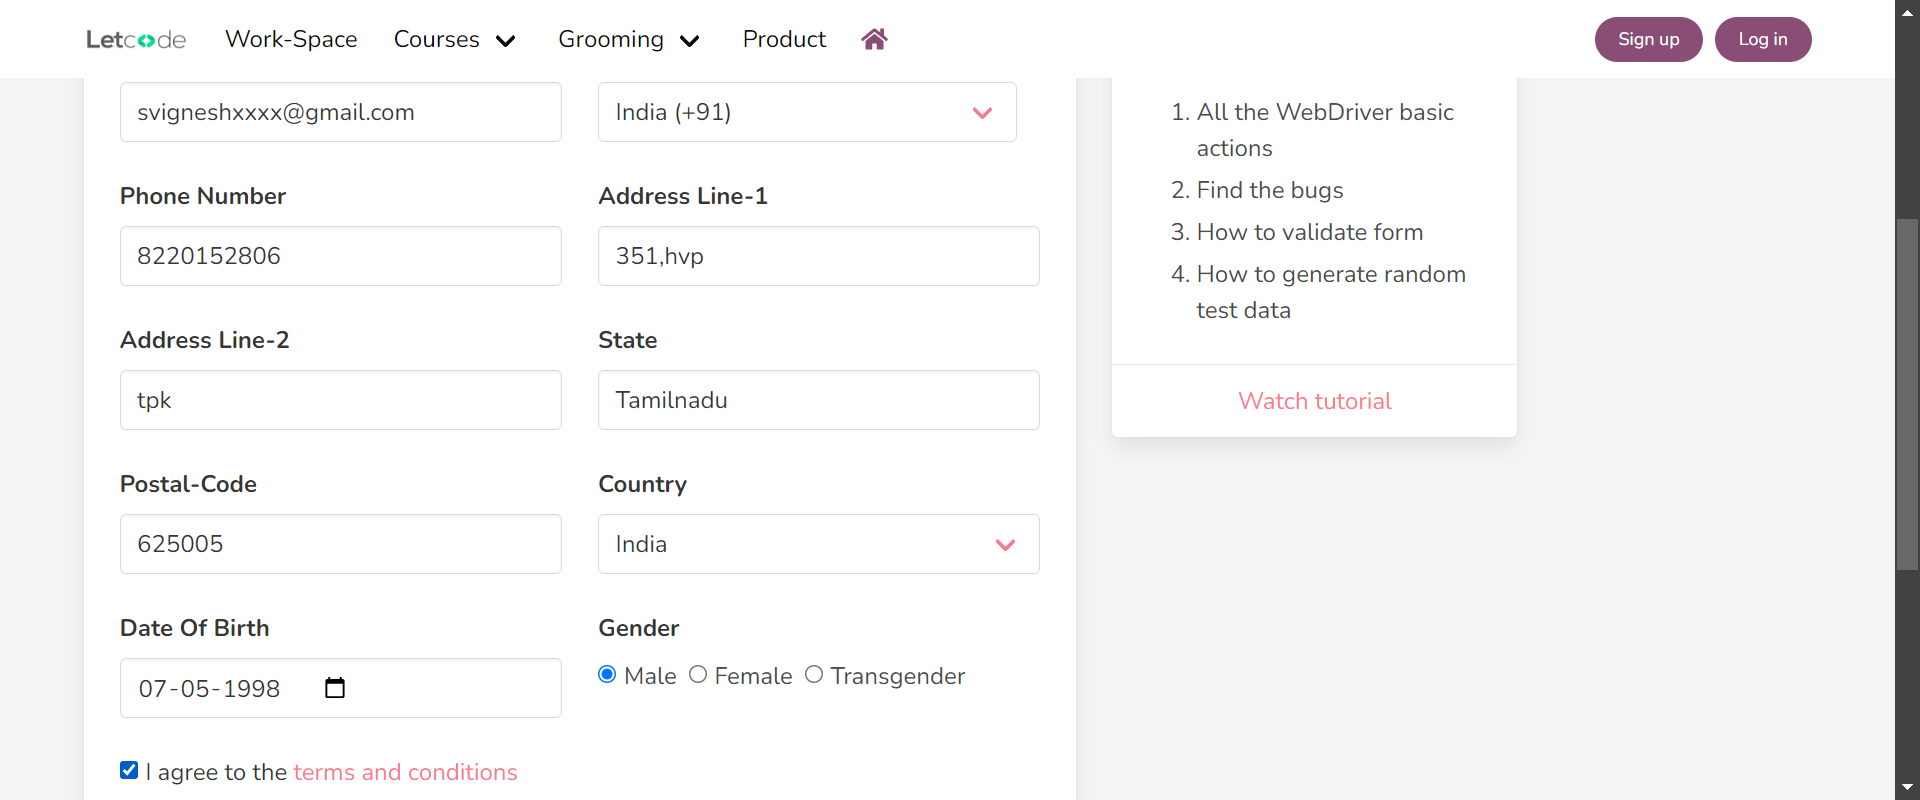 Letcode Work-Space Courses Grooming Product Sign up Log in
svigneshxxxx@gmail.com India (+91)
Phone Number Address Line-1
8220152806 351,hvp
Address Line-2 State
tpk Tamilnadu
Postal-Code Country
625005 India
Date Of Birth Gender
07-05-1998 Male Female Transgender
I agree to the terms and conditions
1. All the WebDriver basic
actions
2. Find the bugs
3. How to validate form
4. How to generate random
test data
Watch tutorial